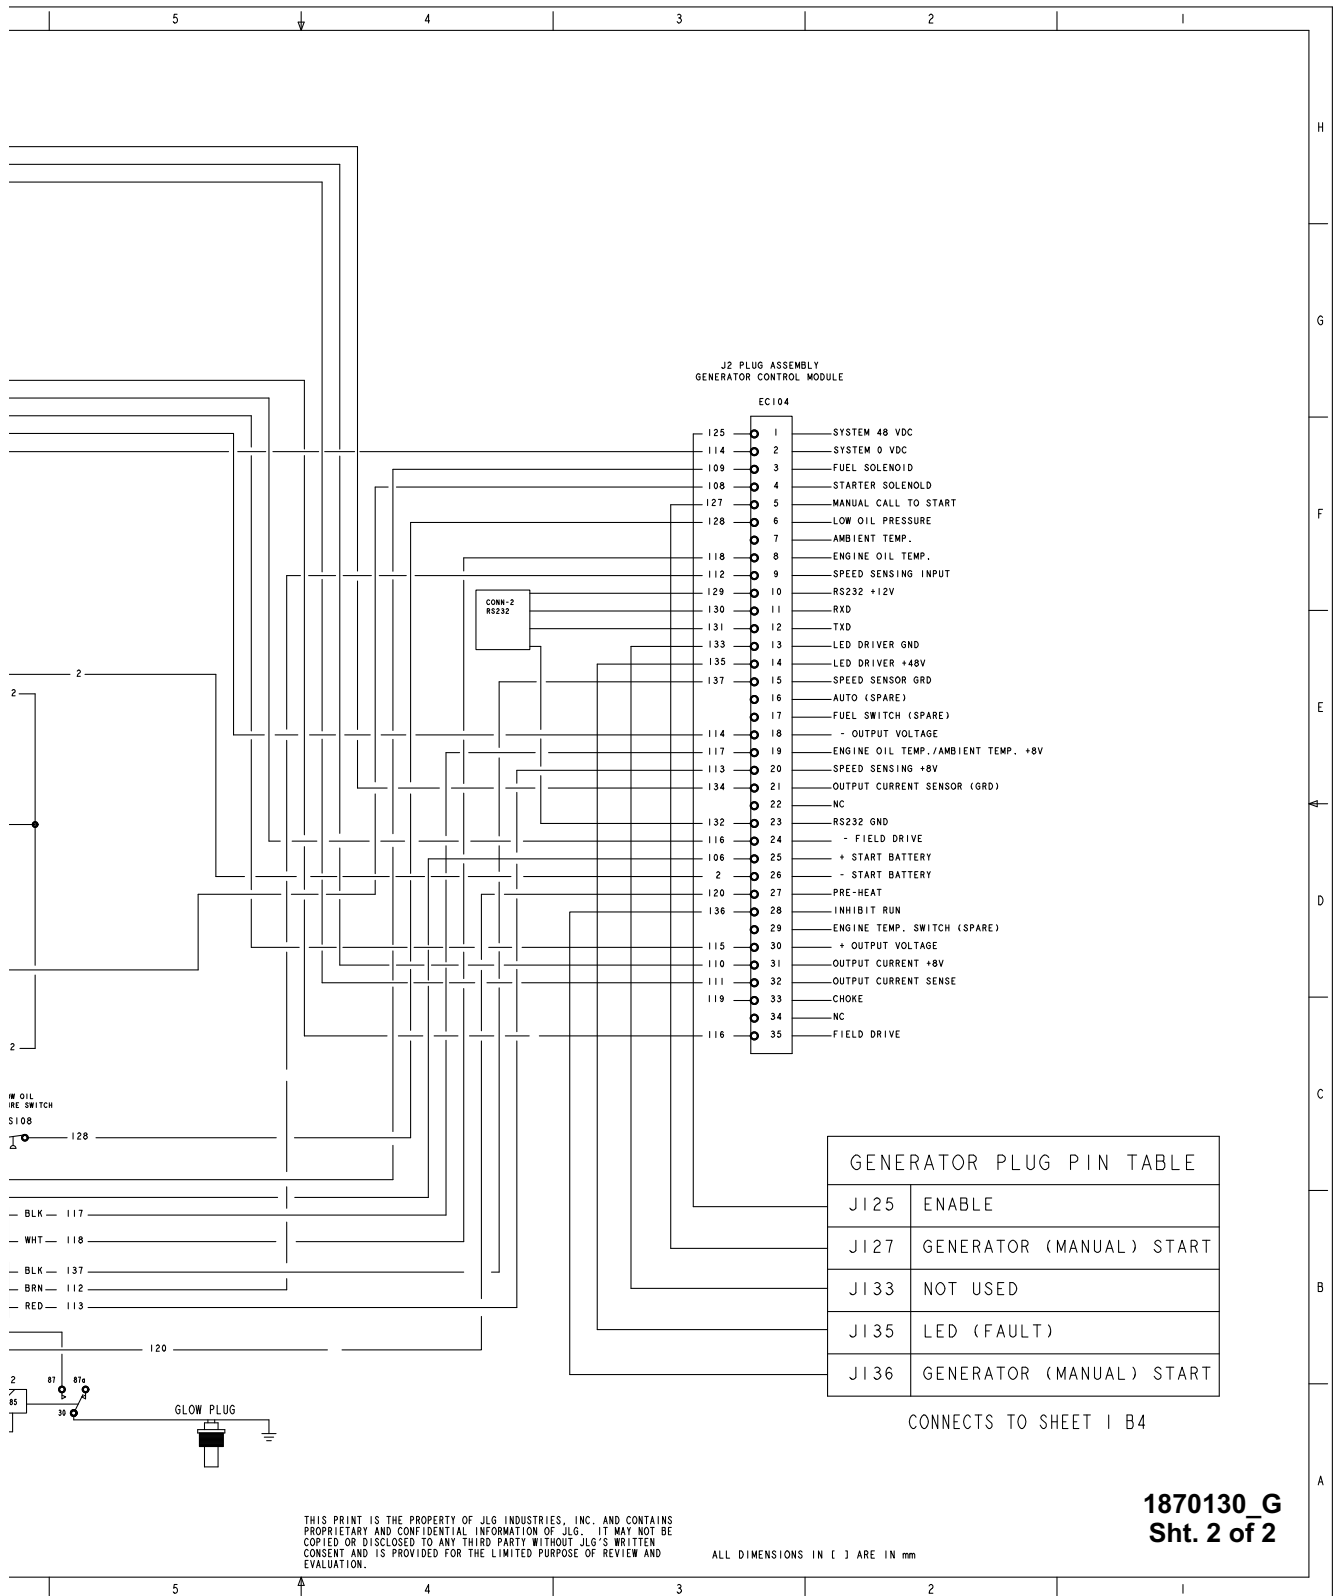 5 4 3 2 1
H
G
J2 PLUG ASSEMBLY
GENERATOR CONTROL MODULE
EC104
125 1 SYSTEM 48 VDC
114 2 SYSTEM 0 VDC
109 3 FUEL SOLENOID
108 4 STARTER SOLENOLD
127 5 MANUAL CALL TO START
F
128 6 LOW OIL PRESSURE
7 AMBIENT TEMP.
118 8 ENGINE OIL TEMP.
112 9 SPEED SENSING INPUT
129 10 RS232 +12V
CONN-2
RS232
130 11 RXD
131 12 TXD
133 13 LED DRIVER GND
135 14 LED DRIVER +48V
2
137 15 SPEED SENSOR GRD
2
16 AUTO (SPARE)
E
17 FUEL SWITCH (SPARE)
114 18 - OUTPUT VOLTAGE
117 19 ENGINE OIL TEMP./AMBIENT TEMP. +8V
113 20 SPEED SENSING +8V
134 21 OUTPUT CURRENT SENSOR (GRD)
22 NC
132 23 RS232 GND
116 24 - FIELD DRIVE
106 25 + START BATTERY
2 26 - START BATTERY
120 27 PRE-HEAT
D
136 28 INHIBIT RUN
29 ENGINE TEMP. SWITCH (SPARE)
115 30 + OUTPUT VOLTAGE
110 31 OUTPUT CURRENT +8V
111 32 OUTPUT CURRENT SENSE
119 33 CHOKE
34 NC
116 35 FIELD DRIVE
2
C
W OIL
RE SWITCH
S108
128
GENERATOR PLUG PIN TABLE
J125 ENABLE
BLK 117
WHT 118
J127 GENERATOR (MANUAL) START
BLK 137
BRN 112
J133 NOT USED
B
RED 113
J135 LED (FAULT)
120
J136 GENERATOR (MANUAL) START
2 87 87a
85
30
GLOW PLUG
CONNECTS TO SHEET 1 B4
A
1870130_G
Sht. 2 of 2
THIS PRINT IS THE PROPERTY OF JLG INDUSTRIES, INC. AND CONTAINS
PROPRIETARY AND CONFIDENTIAL INFORMATION OF JLG. IT MAY NOT BE
COPIED OR DISCLOSED TO ANY THIRD PARTY WITHOUT JLG'S WRITTEN
CONSENT AND IS PROVIDED FOR THE LIMITED PURPOSE OF REVIEW AND
EVALUATION.
ALL DIMENSIONS IN [ ] ARE IN mm
5 4 3 2 1